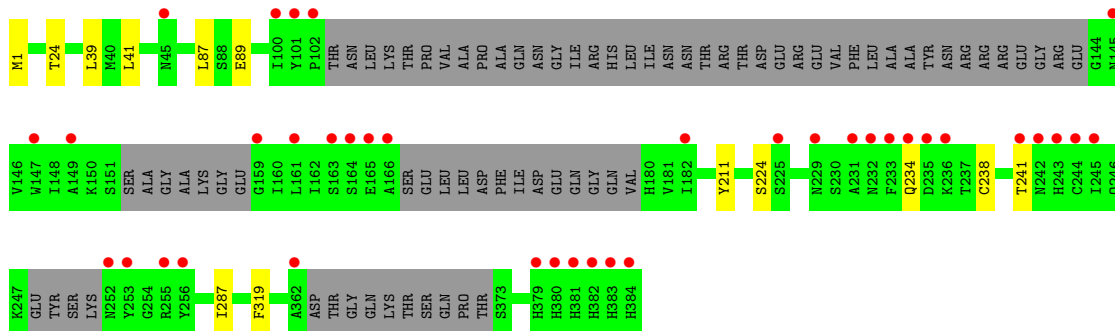 M1 T24 L39 M40 L41 N45 L87 S88 E89 I100 Y101 P102 THR ASN LEU LYS THR PRO VAL ALA PRO ALA GLN ASN GLY ILE ARG HIS LEU ILE ASN ASN THR ARG THR ASP GLU ARG GLU VAL PHE LEU ALA ALA TYR ASN ARG ARG ARG GLU GLY ARG GLU G144 N145
V146 W147 I148 A149 K150 S151 SER ALA GLY ALA LYS GLY GLU G159 I160 L161 I162 S163 S164 E165 A166 SER GLU LEU LEU ASP PHE ILE ASP GLU GLN GLY GLN VAL H180 V181 I182 Y211 S224 S225 N229 S230 A231 N232 F233 Q234 D235 K236 T237 C238 T241 N242 H243 C244 I245
K247 GLU TYR SER LYS N252 Y253 G254 R255 Y256 I287 F319 A362 ASP THR GLY GLN LYS THR SER GLN PRO THR S373 H379 H380 H381 H382 H383 H384